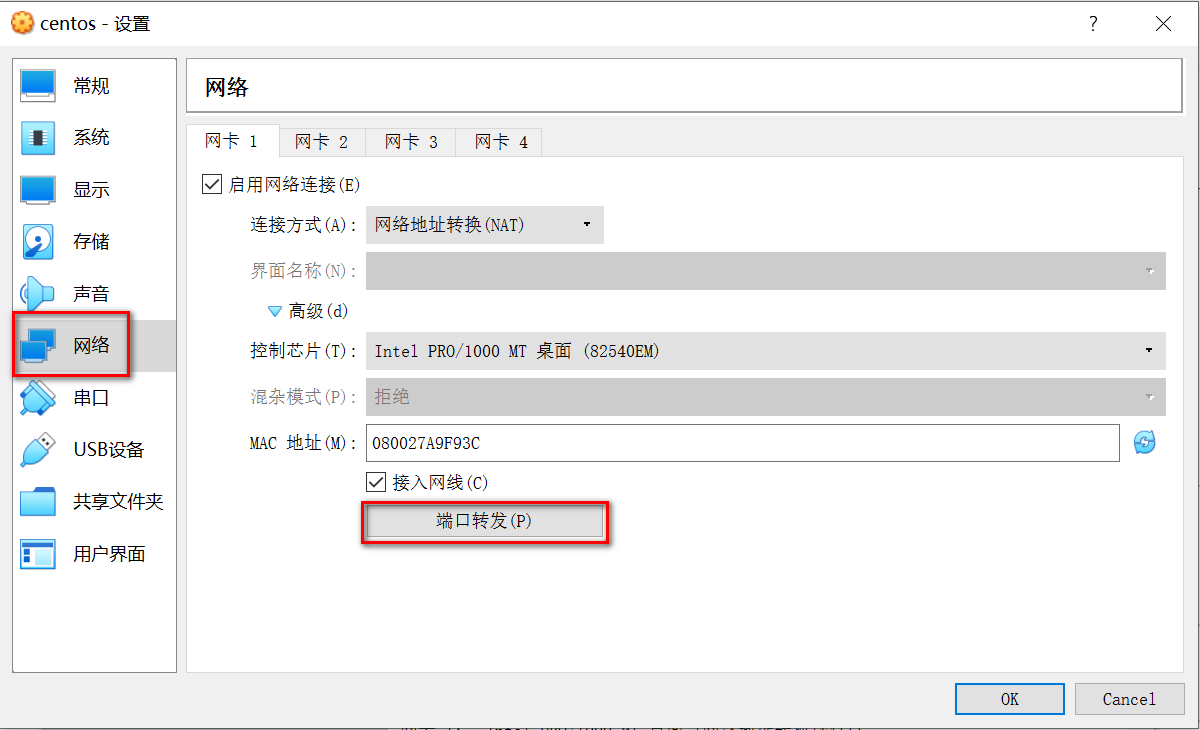 centos - 设置
?
常规
系统
显示
存储
声音
网络
串口
USB设备
共享文件夹
用户界面
网络
网卡 1 网卡 2 网卡 3 网卡 4
启用网络连接(E)
连接方式(A): 网络地址转换(NAT)
界面名称(N):
高级(d)
控制芯片(T): Intel PRO/1000 MT 桌面 (82540EM)
混杂模式(P): 拒绝
MAC 地址(M): 080027A9F93C
接入网线(C)
端口转发(P)
OK Cancel